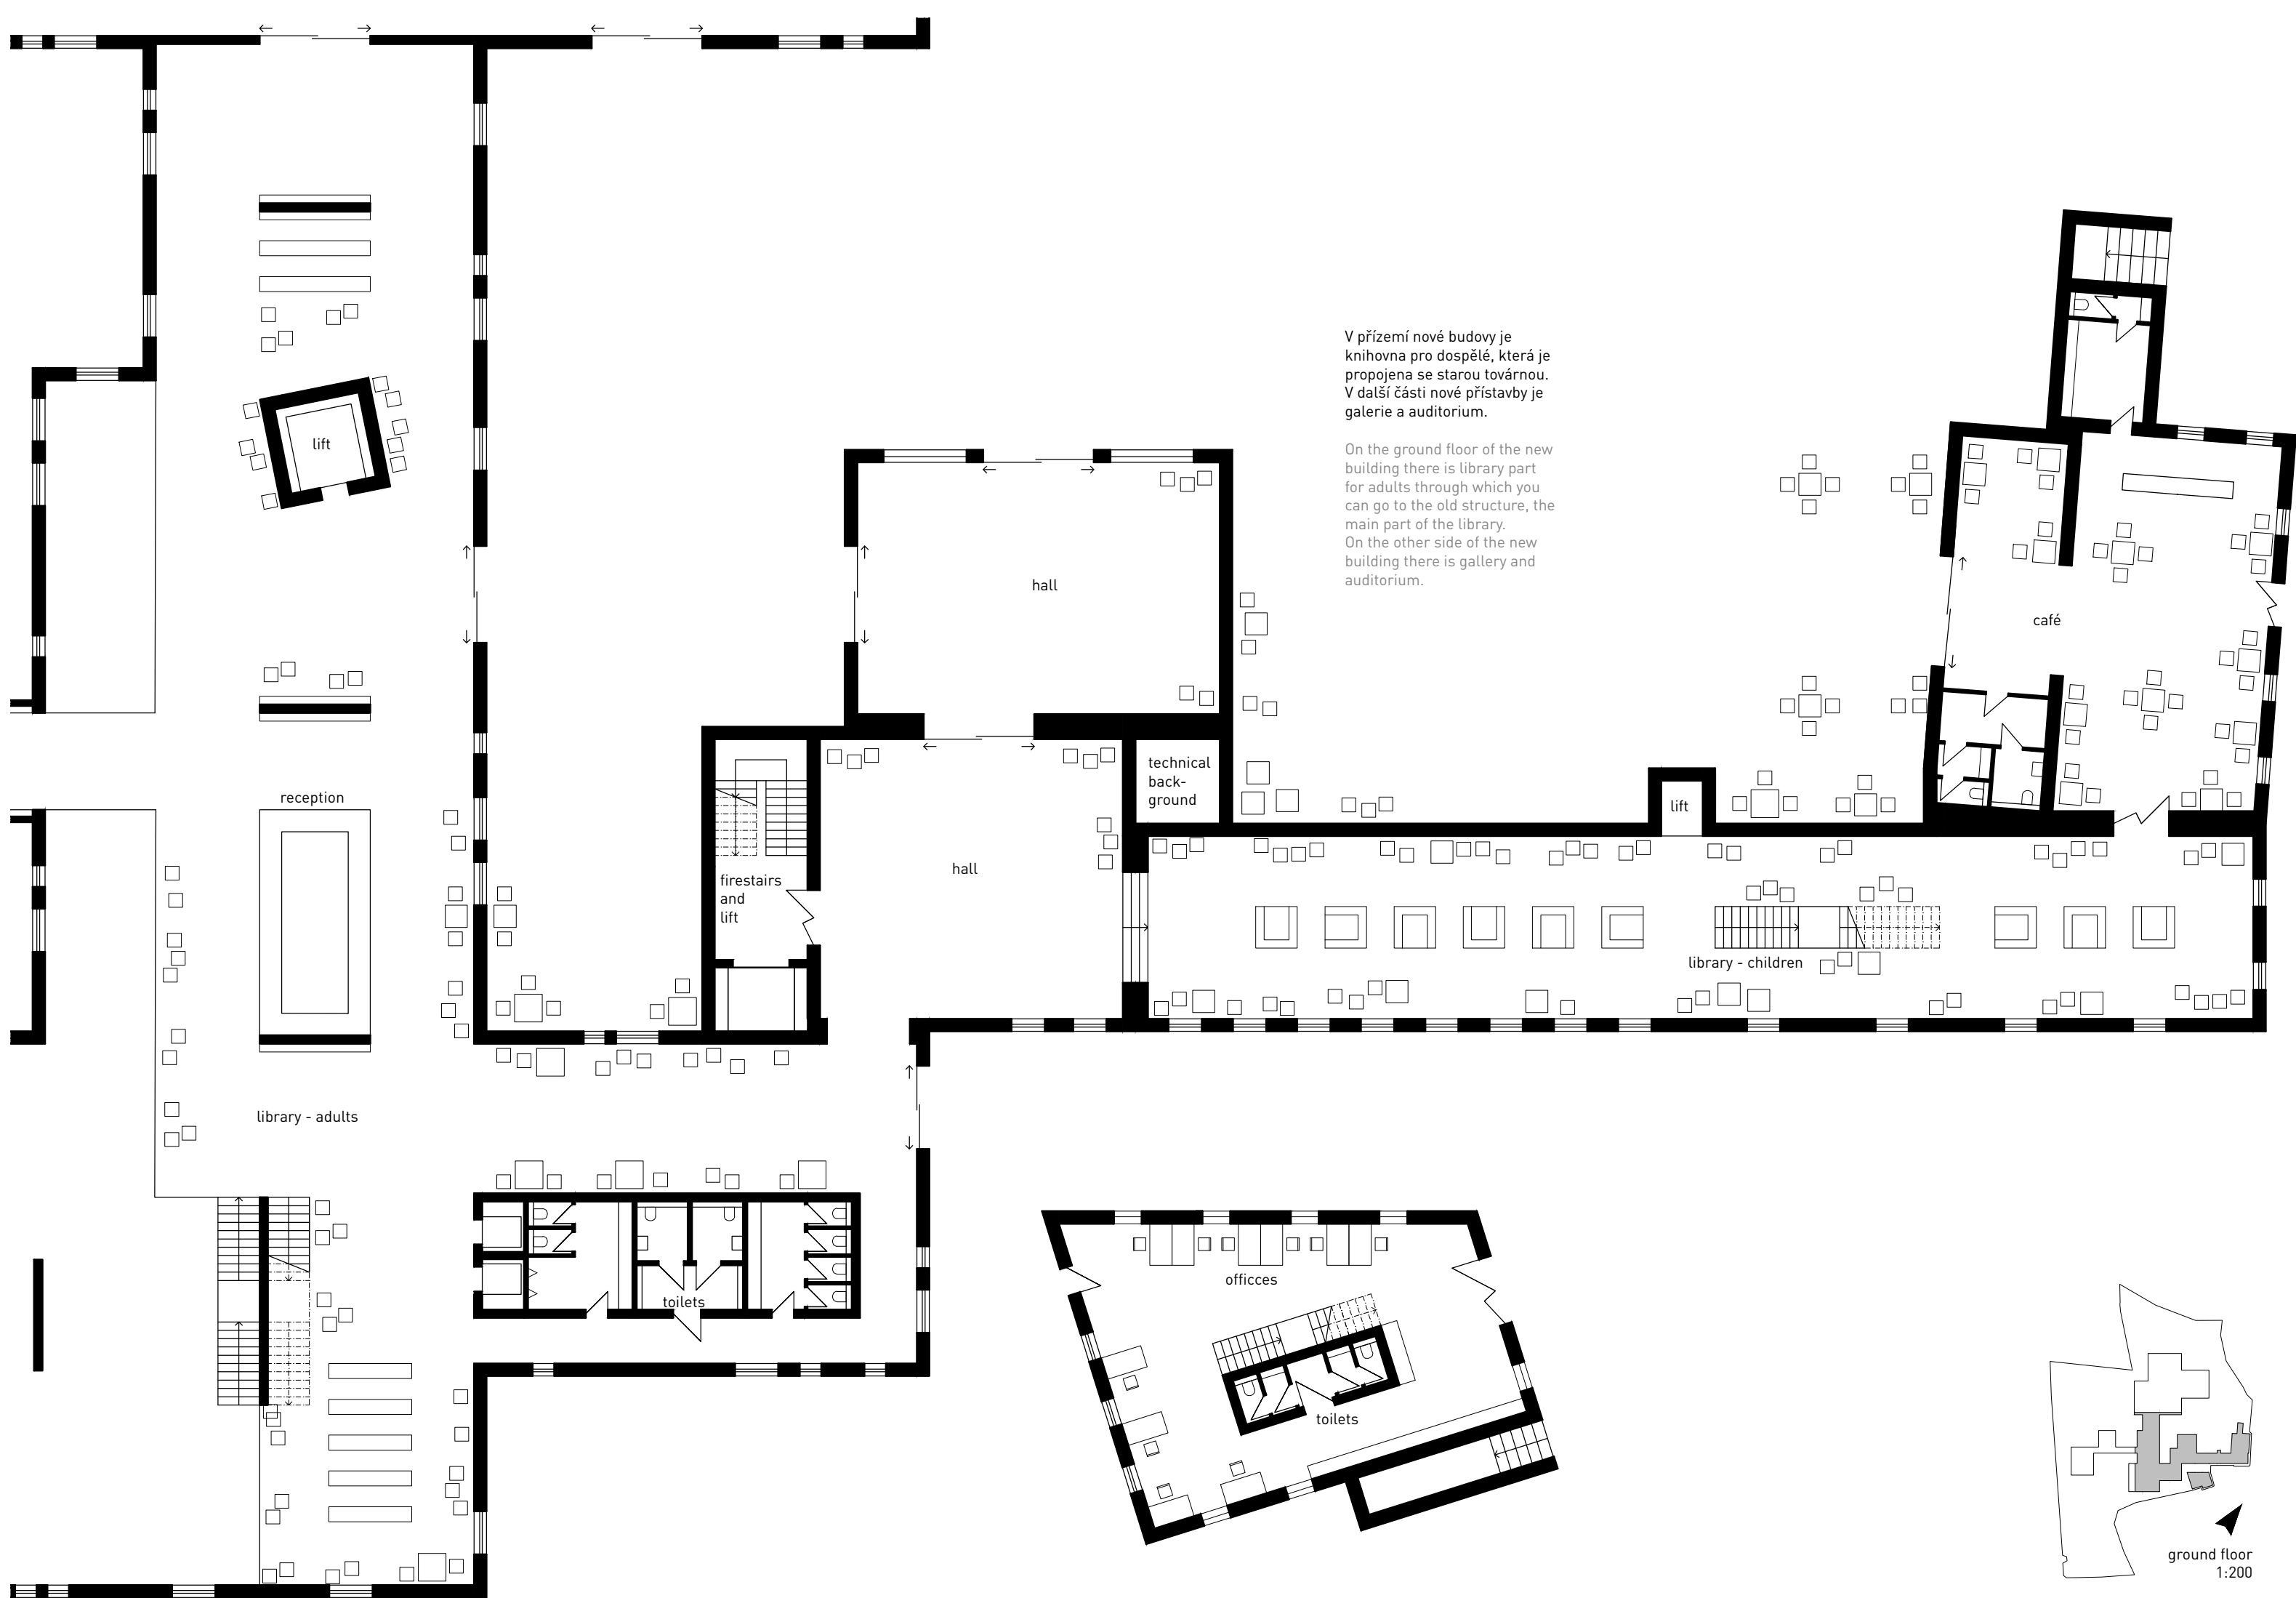 V přízemí nové budovy je
knihovna pro dospělé, která je
propojena se starou továrnou.
V další části nové přístavby je
galerie a auditorium.
On the ground floor of the new
building there is library part
for adults through which you
can go to the old structure, the
main part of the library.
On the other side of the new
building there is gallery and
auditorium.
lift
hall
café
reception
technical
back-
ground
lift
hall
firestairs
and
lift
library - children
library - adults
officces
toilets
toilets
ground floor
1:200